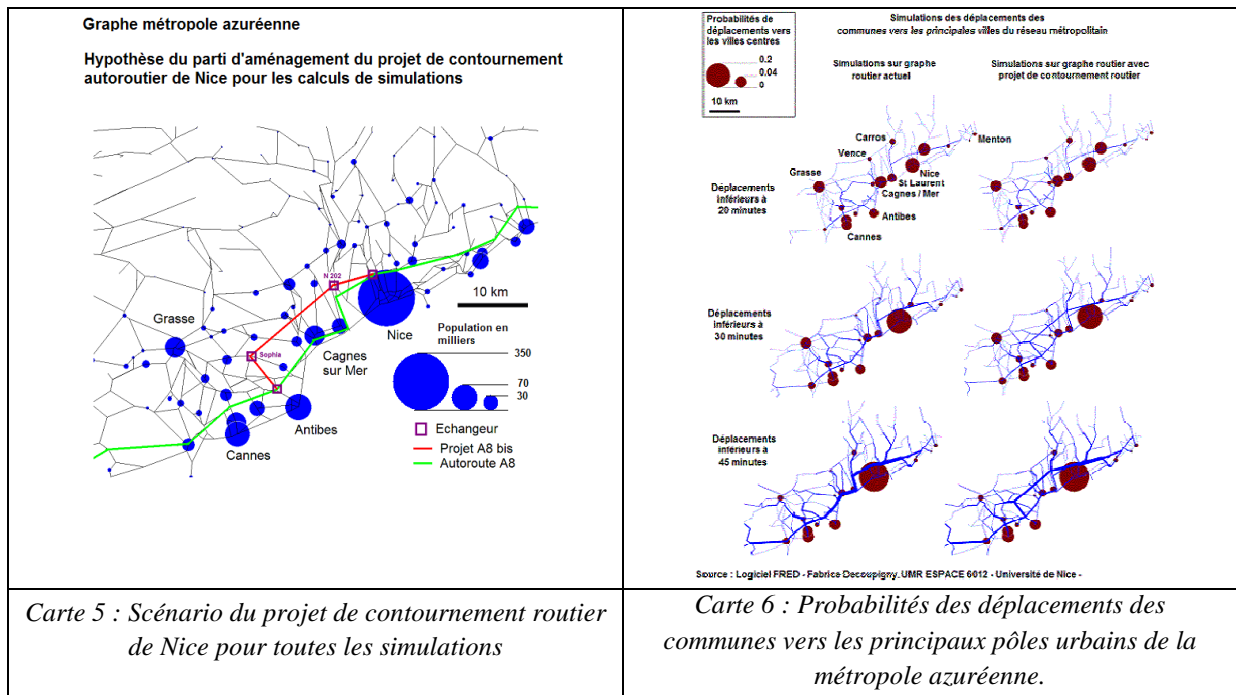 Graphe métropole azuréenne
Hypothèse du parti d'aménagement du projet de contournement
autoroutier de Nice pour les calculs de simulations
N 202
10 km
Grasse
Nice
Sophia
Cagnes
sur Mer
Population en
milliers
350
70
30
Antibes
Cannes
Echangeur
Projet A8 bis
Autoroute A8
Probabilités de
déplacements vers
les villes centres
0.2
0.04
0
10 km
Simulations des déplacements des
communes vers les principales villes du réseau métropolitain
Simulations sur graphe
routier actuel
Simulations sur graphe routier avec
projet de contournement routier
Carros
Menton
Vence
Grasse
Nice
St Laurent
Cagnes / Mer
Antibes
Cannes
Déplacements
inférieurs à
20 minutes
Déplacements
inférieurs à
30 minutes
Déplacements
inférieurs à
45 minutes
Source : Logiciel FRED - Fabrice Decoupigny, UMR ESPACE 6012 - Université de Nice -
Carte 5 : Scénario du projet de contournement routier
de Nice pour toutes les simulations
Carte 6 : Probabilités des déplacements des
communes vers les principaux pôles urbains de la
métropole azuréenne.